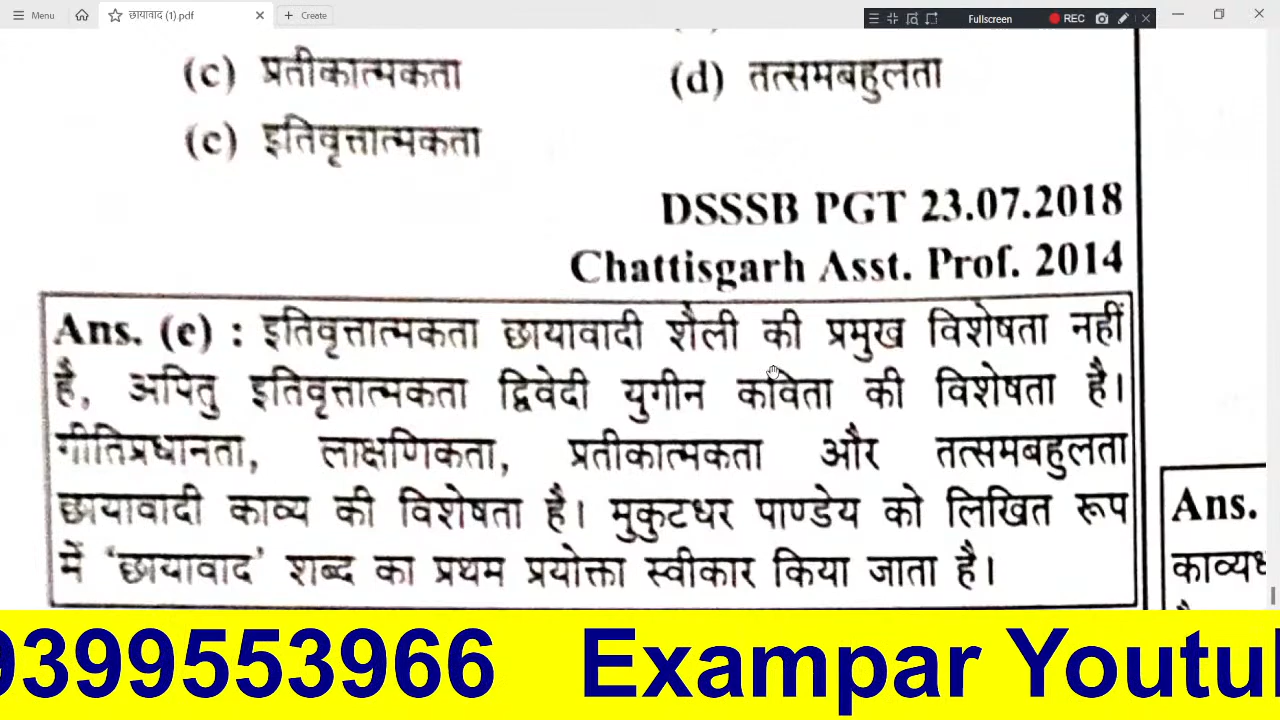 Menu
छायावाद (1).pdf
Create
Fullscreen
REC
(c) प्रतीकात्मकता (d) तत्समबहुलता
(c) इतिवृत्तात्मकता
DSSSB PGT 23.07.2018
Chattisgarh Asst. Prof. 2014
Ans. (c) : इतिवृत्तात्मकता छायावादी शैली की प्रमुख विशेषता नहीं
है, अपितु इतिवृत्तात्मकता द्विवेदी युगीन कविता की विशेषता है।
गीतिप्रधानता, लाक्षणिकता, प्रतीकात्मकता और तत्समबहुलता
छायावादी काव्य की विशेषता है। मुकुटधर पाण्डेय को लिखित रूप
में 'छायावाद' शब्द का प्रथम प्रयोक्ता स्वीकार किया जाता है।
Ans.
9399553966 Exampar Youtu